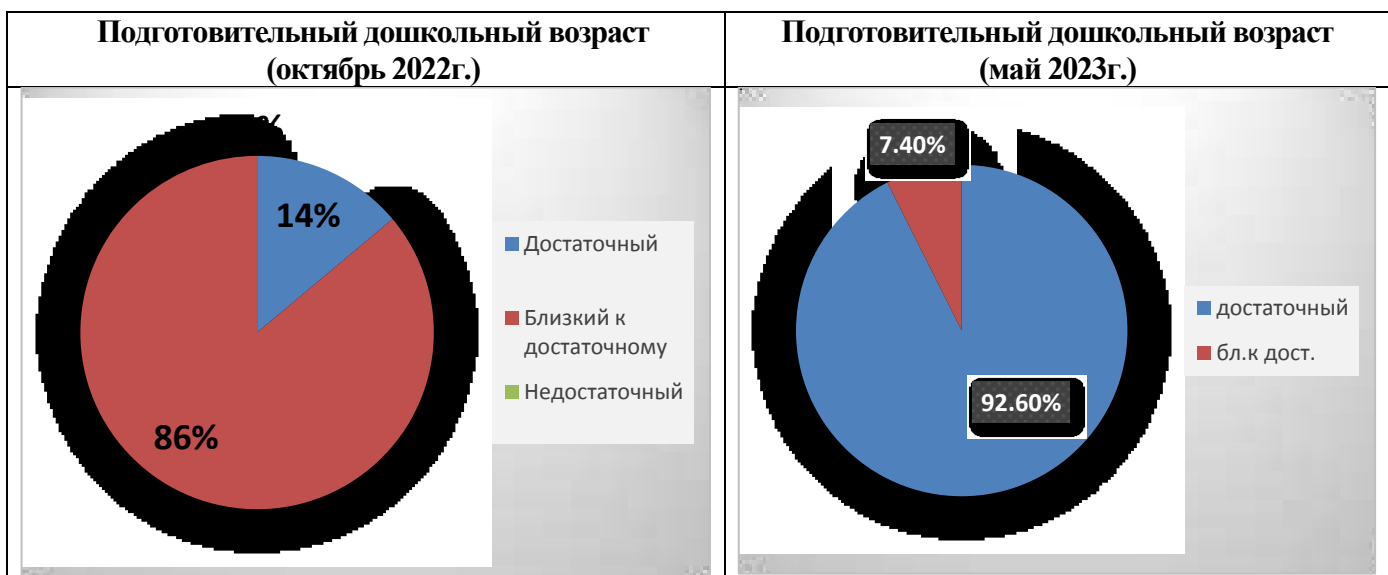 Подготовительный дошкольный возраст
(октябрь 2022г.)
Подготовительный дошкольный возраст
(май 2023г.)
%
14%
86%
Достаточный
Близкий к
достаточному
Недостаточный
7.40%
92.60%
достаточный
бл.к дост.